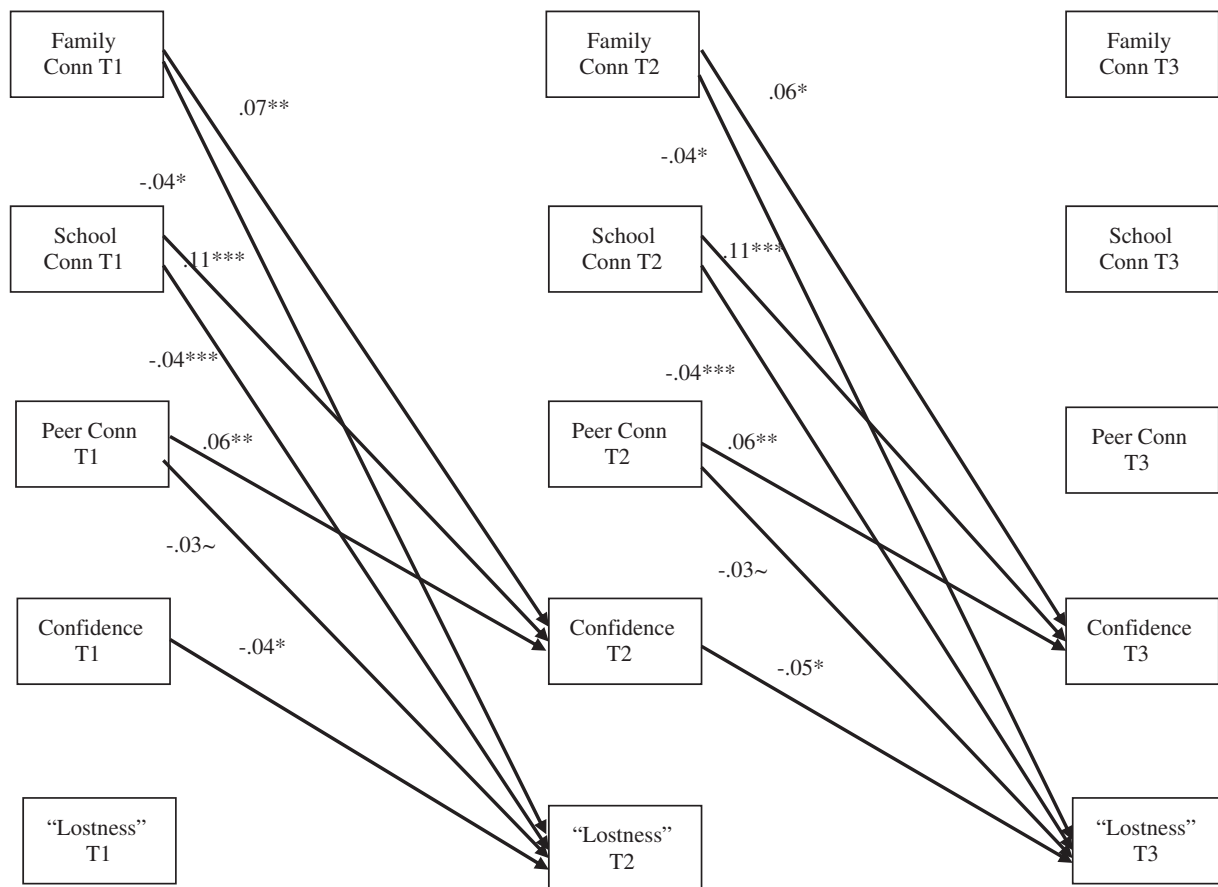 Family
Conn T1
Family
Conn T2
Family
Conn T3
.07**
.06*
-.04*
-.04*
School
Conn T1
School
Conn T2
School
Conn T3
.11***
.11***
-.04***
-.04***
Peer Conn
T1
Peer Conn
T2
Peer Conn
T3
.06**
.06**
-.03~
-.03~
Confidence
T1
Confidence
T2
Confidence
T3
-.04*
-.05*
“Lostness”
T1
“Lostness”
T2
“Lostness”
T3